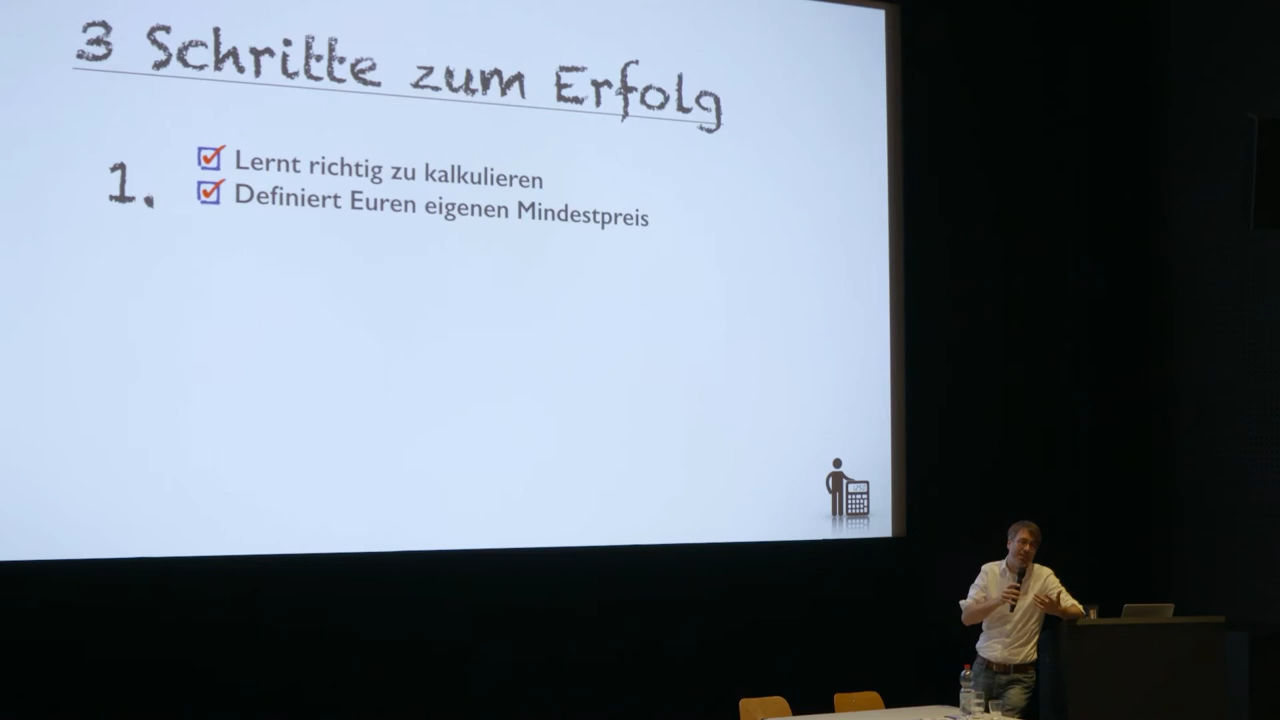 3 Schritte zum Erfolg
1.
Lernt richtig zu kalkulieren
Definiert Euren eigenen Mindestpreis